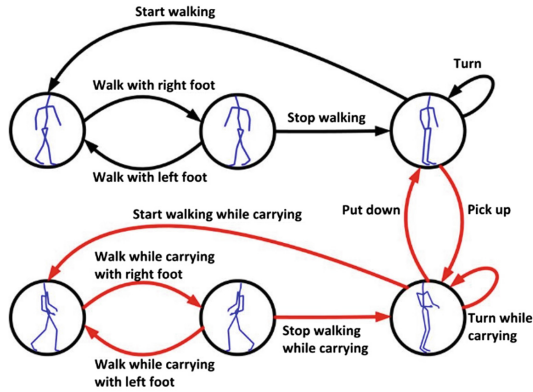 Start walking
Turn
Walk with right foot
Stop walking
Walk with left foot
Put down
Pick up
Start walking while carrying
Walk while carrying
with right foot
Stop walking
while carrying
Turn while
carrying
Walk while carrying
with left foot